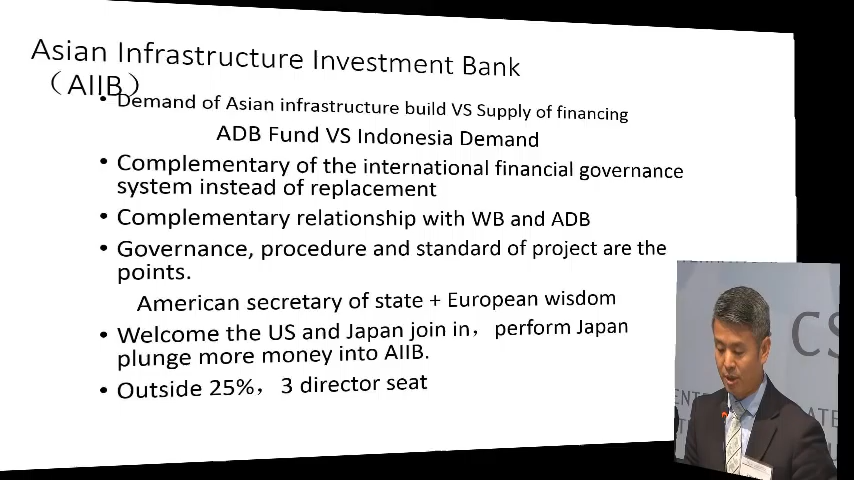 Asian Infrastructure Investment Bank
（AIIB）
• Demand of Asian infrastructure build VS Supply of financing
ADB Fund VS Indonesia Demand
• Complementary of the international financial governance
system instead of replacement
• Complementary relationship with WB and ADB
• Governance, procedure and standard of project are the
points.
American secretary of state + European wisdom
• Welcome the US and Japan join in，perform Japan
plunge more money into AIIB.
• Outside 25%，3 director seat
CS
ENTE
ATE